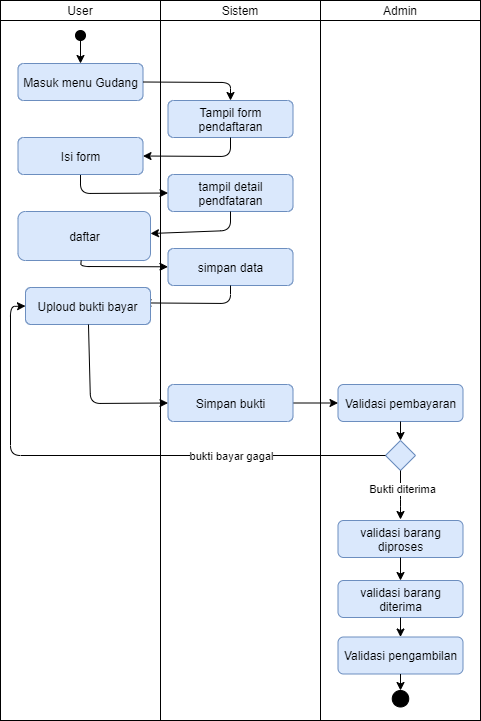 User
Sistem
Admin
Masuk menu Gudang
Tampil form
pendaftaran
Isi form
tampil detail
pendfataran
daftar
simpan data
Uploud bukti bayar
Simpan bukti
Validasi pembayaran
bukti bayar gagal
Bukti diterima
validasi barang
diproses
validasi barang
diterima
Validasi pengambilan